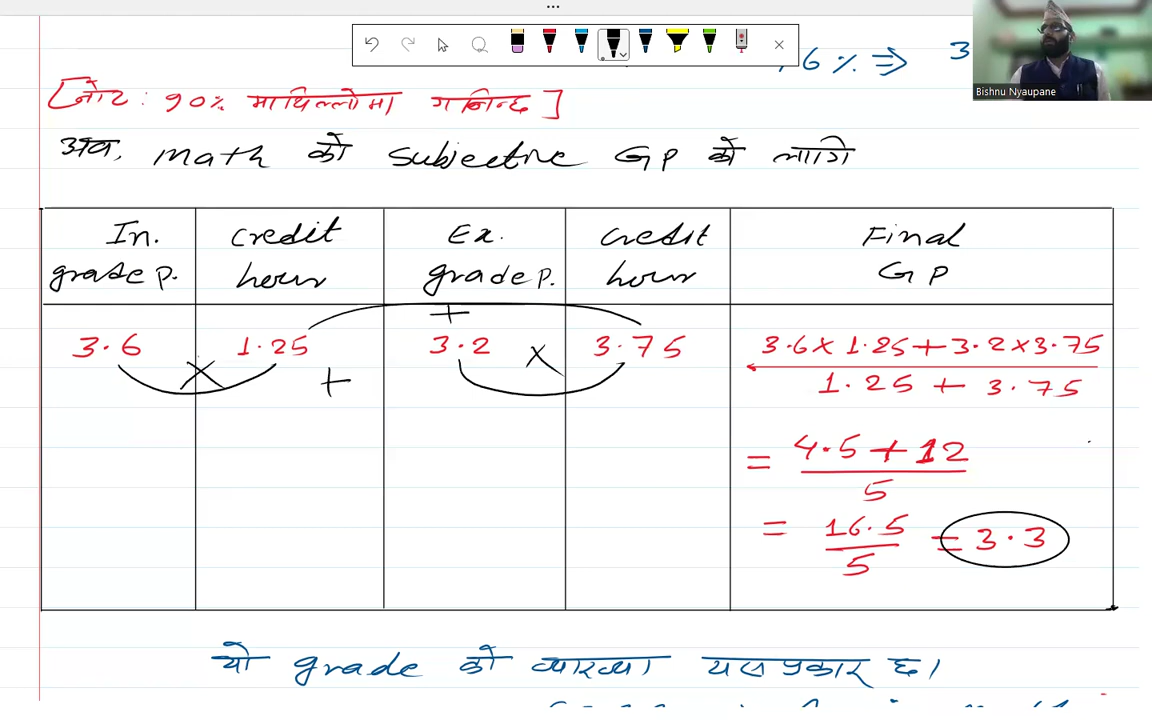 6 % ⇒ 3
Bishnu Nyaupane
[नोट : 90% माथिल्लोमा गनिन्छ ]
अब, math को subjective GP को लागि
In. grade p. | credit hour | Ex. grade p. | credit hour | Final GP
3.6 × 1.25 + 3.2 × 3.75 | 3.6 × 1.25 + 3.2 × 3.75
+ | 1.25 + 3.75
= 4.5 + 12
5
= 16.5 = 3.3
5
यो grade को व्याख्या यस प्रकार छ।